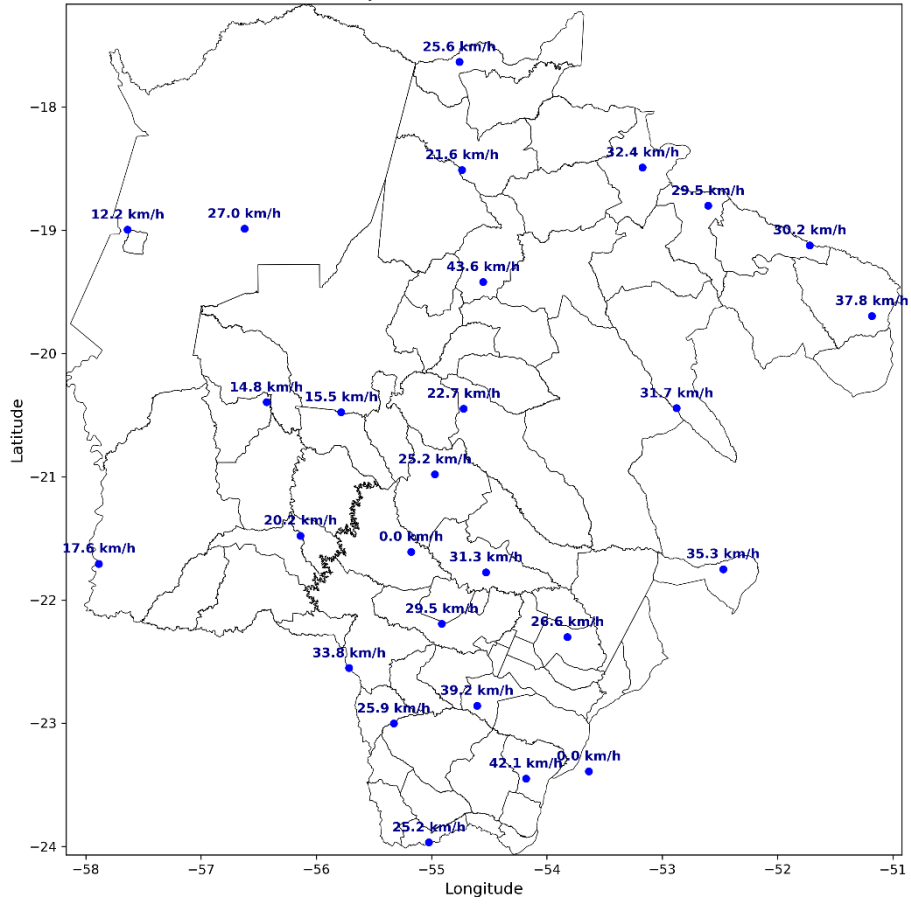 25.6 km/h
−18
21.6 km/h
32.4 km/h
29.5 km/h
12.2 km/h
27.0 km/h
−19
30.2 km/h
43.6 km/h
37.8 km/h
−20
14.8 km/h
15.5 km/h
22.7 km/h
31.7 km/h
25.2 km/h
−21
Latitude
20.2 km/h
0.0 km/h
17.6 km/h
31.3 km/h
35.3 km/h
−22
29.5 km/h
26.6 km/h
33.8 km/h
39.2 km/h
−23
25.9 km/h
42.1 km/h
0.0 km/h
25.2 km/h
−24
−58 −57 −56 −55 −54 −53 −52 −51
Longitude